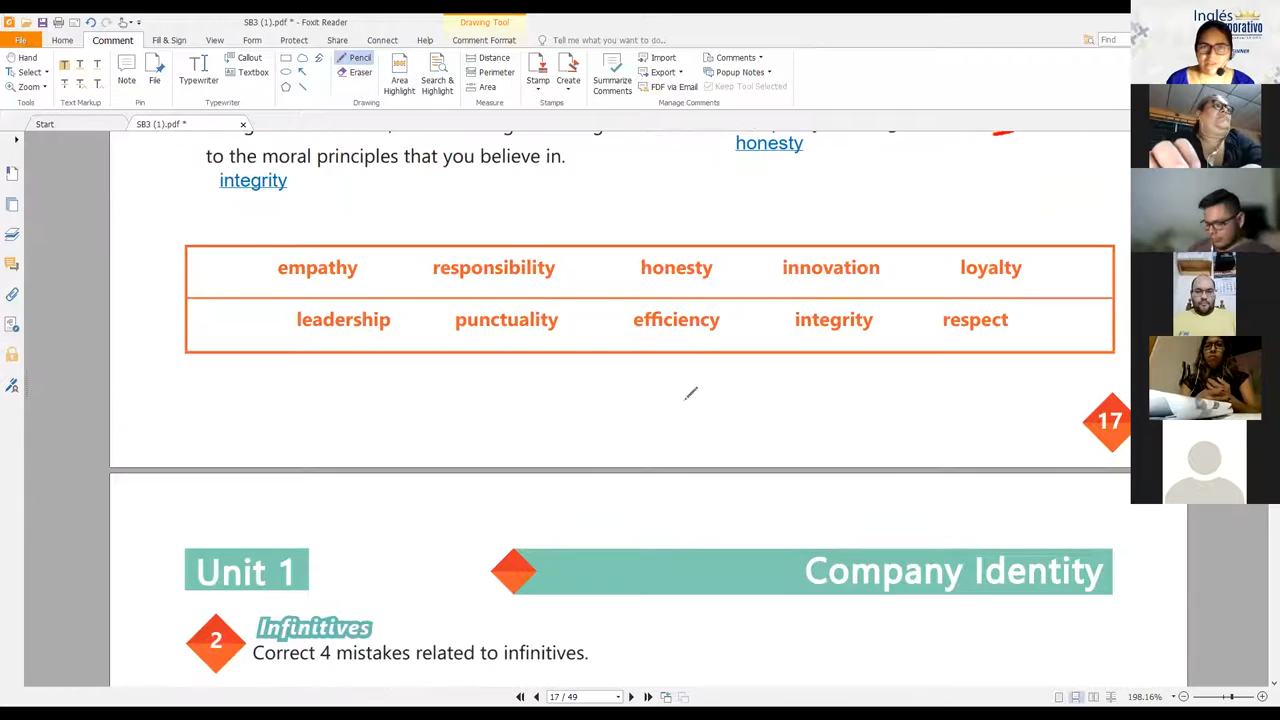 SB3 (1).pdf * - Foxit Reader
Drawing Tool
File Home Comment Fill & Sign View Form Protect Share Connect Help Comment Format Tell me what you want to do... Find
Hand
Select
Zoom
Tools
Text Markup
Note
File
Pin
Typewriter
Callout
Textbox
Typewriter
Pencil
Eraser
Drawing
Area Highlight
Search & Highlight
Distance
Perimeter
Area
Measure
Stamp
Create
Stamps
Summarize Comments
Import
Export
FDF via Email
Comments
Popup Notes
Keep Tool Selected
Manage Comments
Start
SB3 (1).pdf *
Inglés
to the moral principles that you believe in.
honesty
integrity
empathy responsibility honesty innovation loyalty
leadership punctuality efficiency integrity respect
17
Unit 1
Company Identity
2
Infinitives
Correct 4 mistakes related to infinitives.
17 / 49
198.16%